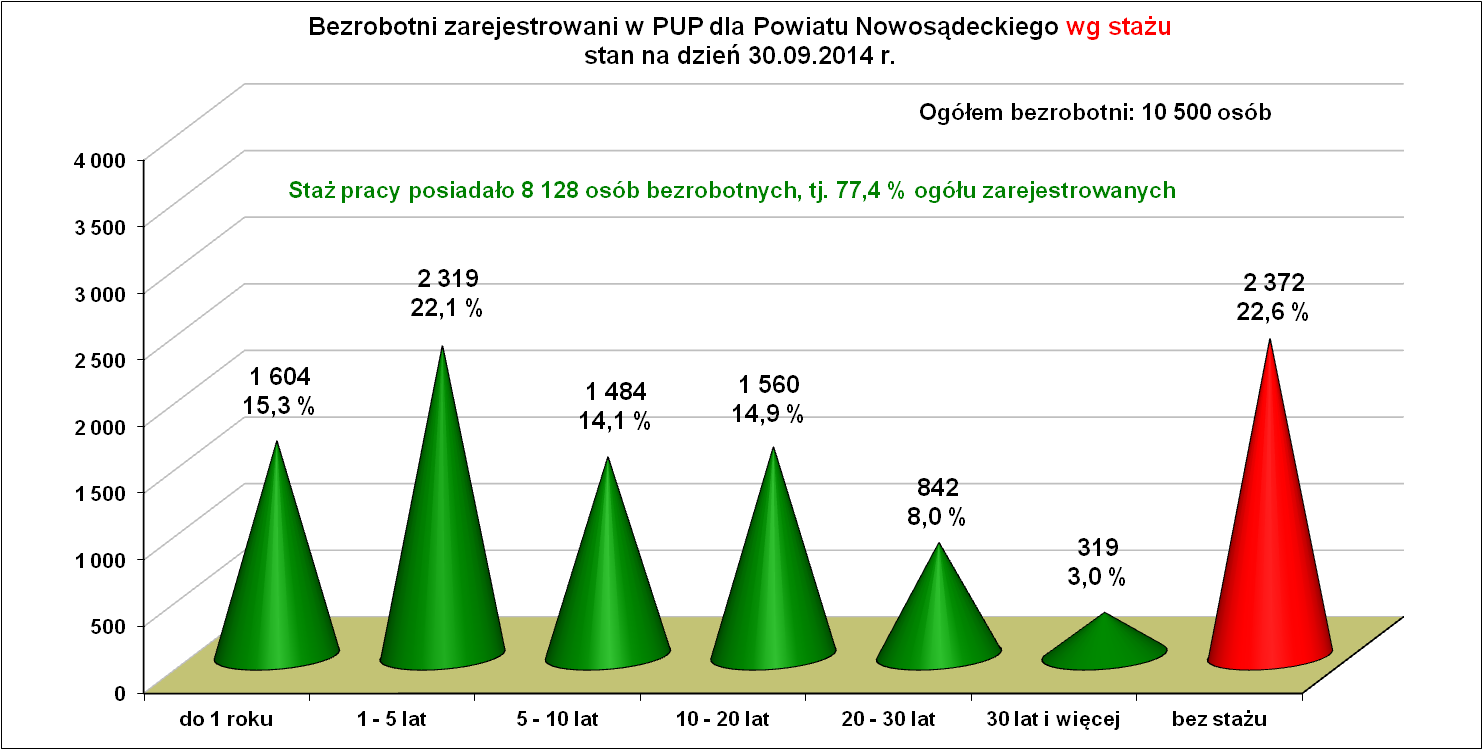 Bezrobotni zarejestrowani w PUP dla Powiatu Nowosądeckiego wg stażu
stan na dzień 30.09.2014 r.
Ogółem bezrobotni: 10 500 osób
Staż pracy posiadało 8 128 osób bezrobotnych, tj. 77,4 % ogółu zarejestrowanych
4 000
3 500
3 000
2 500
2 000
1 500
1 000
500
0
1 604
15,3 %
2 319
22,1 %
1 484
14,1 %
1 560
14,9 %
842
8,0 %
319
3,0 %
2 372
22,6 %
do 1 roku
1 - 5 lat
5 - 10 lat
10 - 20 lat
20 - 30 lat
30 lat i więcej
bez stażu